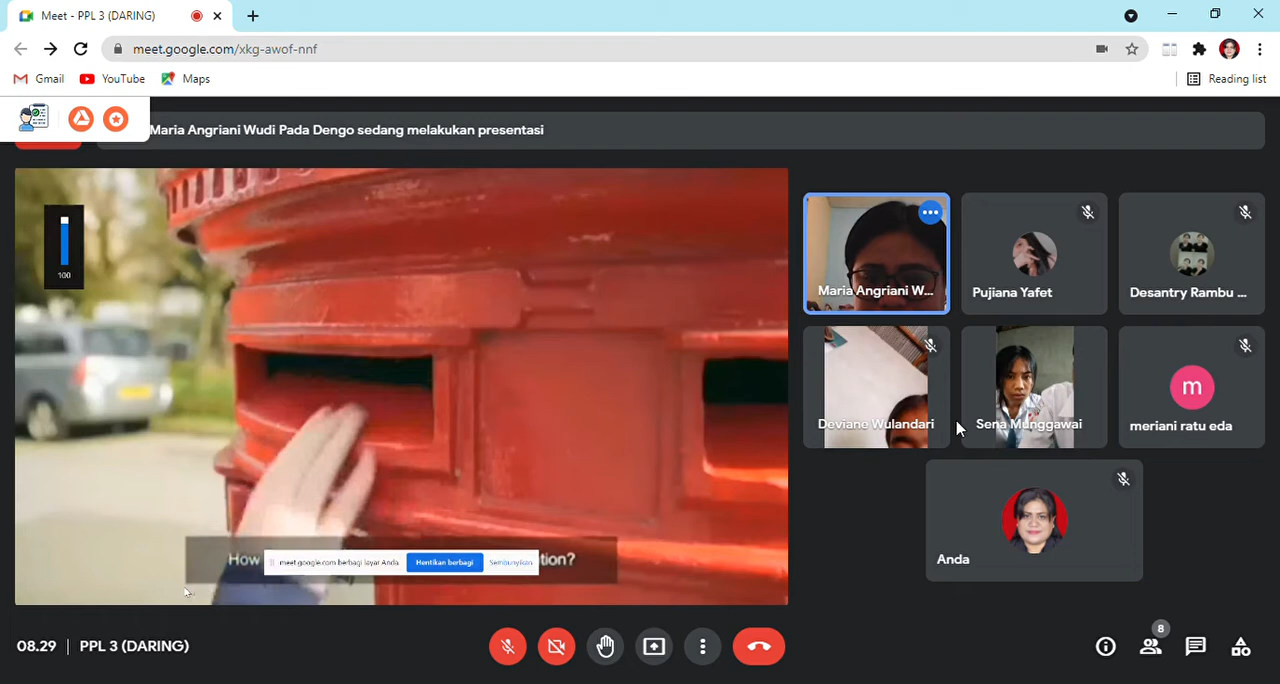 Meet - PPL 3 (DARING)
meet.google.com/xkg-awof-nnf
Gmail YouTube Maps Reading list
Maria Angriani Wudi Pada Dengo sedang melakukan presentasi
100
Maria Angriani W...
Pujiana Yafet
Desantry Rambu ...
Deviane Wulandari
Sena Munggawai
m
meriani ratu eda
Anda
How tion?
meet.google.com berbagi layar Anda Hentikan berbagi Sembunyikan
08.29 | PPL 3 (DARING)
8